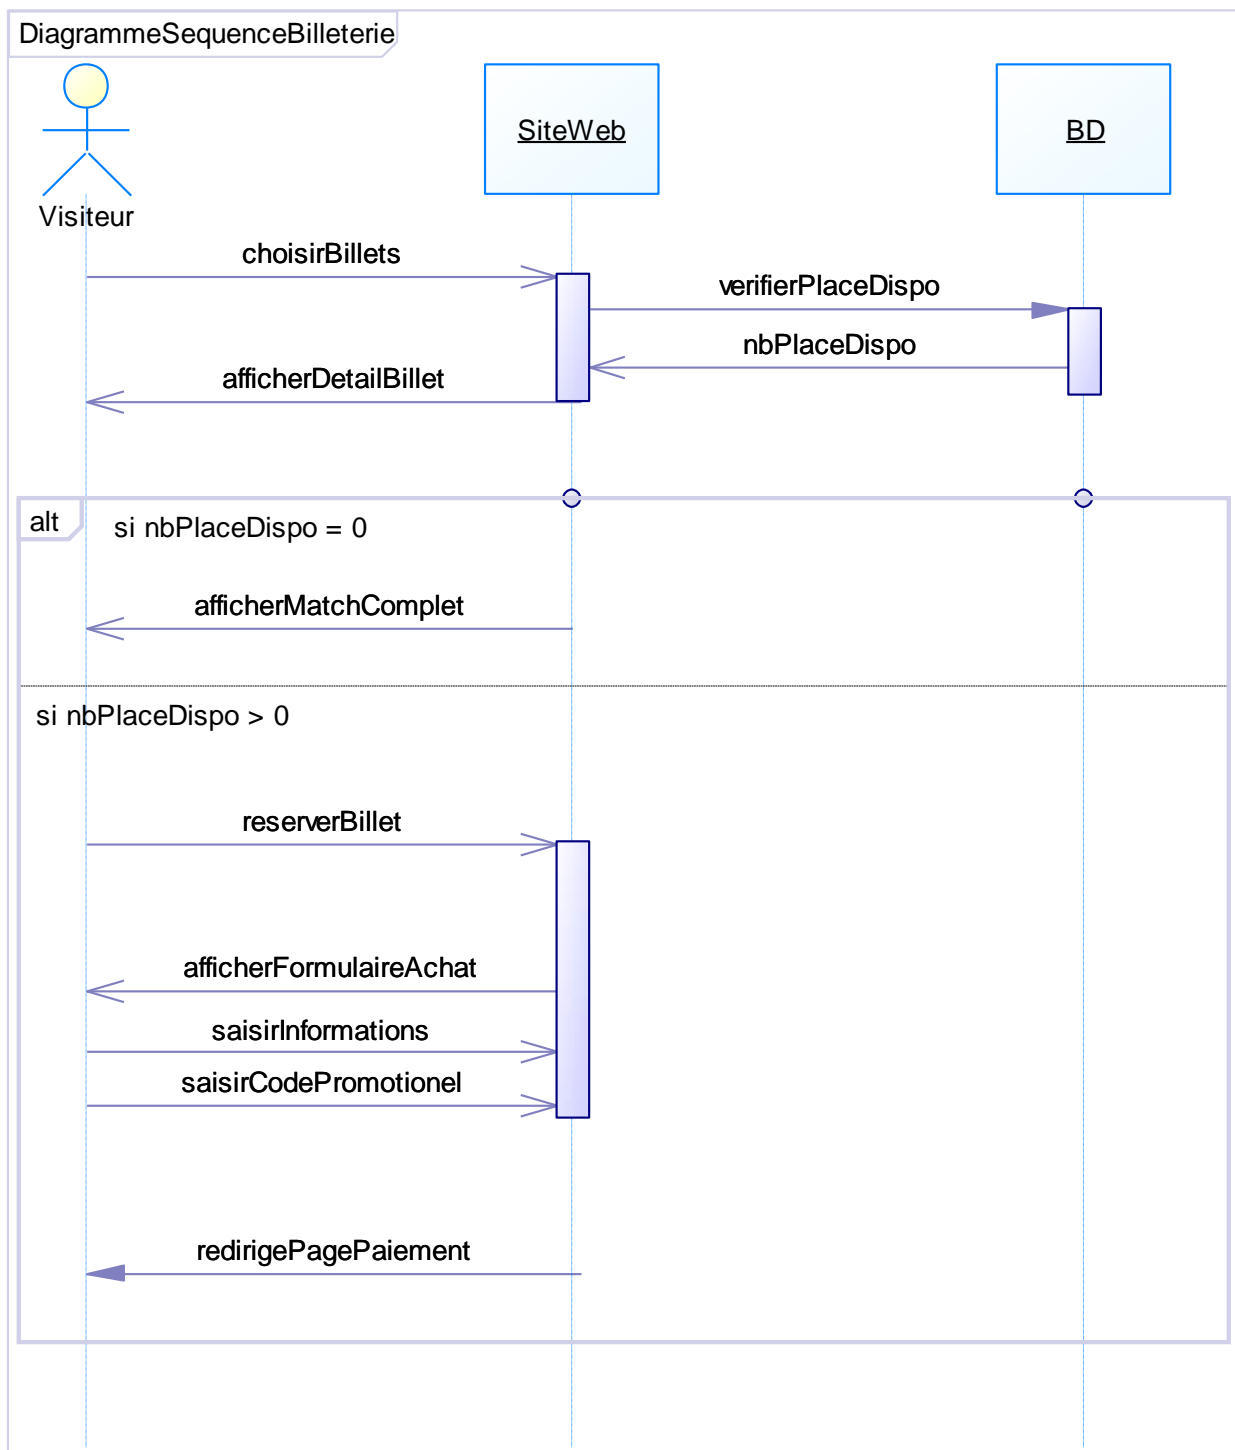 DiagrammeSequenceBilleterie
SiteWeb
BD
Visiteur
choisirBillets
verifierPlaceDispo
nbPlaceDispo
afficherDetailBillet
alt
si nbPlaceDispo = 0
afficherMatchComplet
si nbPlaceDispo > 0
reserverBillet
afficherFormulaireAchat
saisirInformations
saisirCodePromotionel
redirigePagePaiement